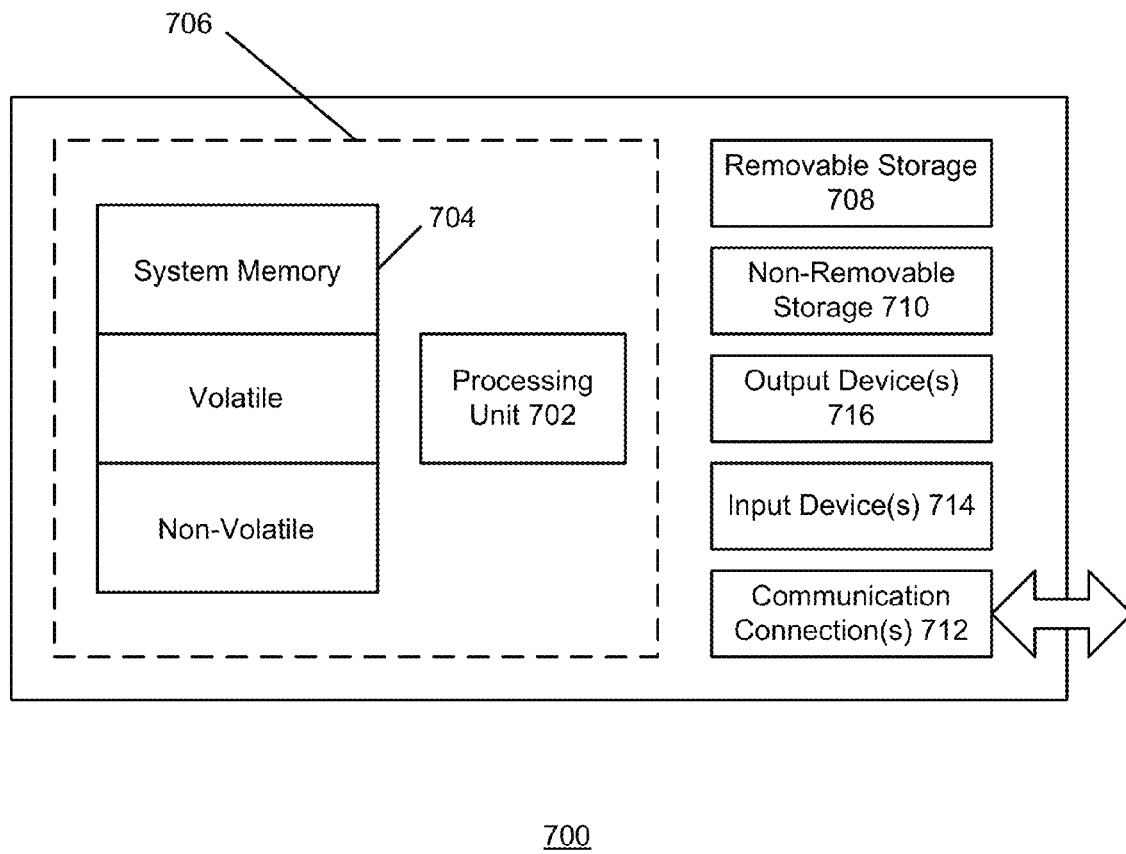 706
704
System Memory
Volatile
Non-Volatile
Processing
Unit 702
Removable Storage
708
Non-Removable
Storage 710
Output Device(s)
716
Input Device(s) 714
Communication
Connection(s) 712
700